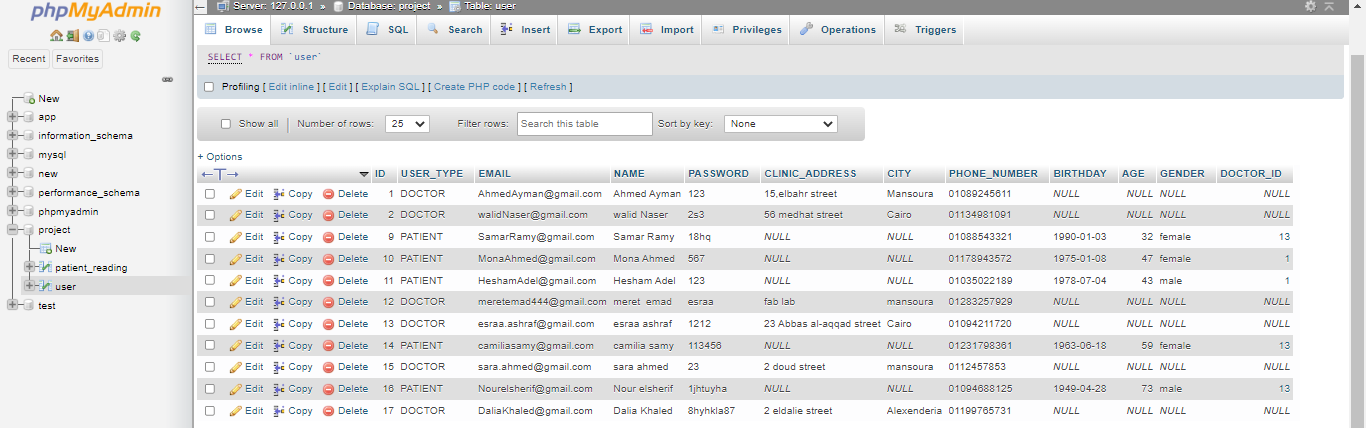 phpMyAdmin
Recent Favorites
New
app
information_schema
mysql
new
performance_schema
phpmyadmin
project
New
patient_reading
user
test
Server: 127.0.0.1 » Database: project » Table: user
Browse Structure SQL Search Insert Export Import Privileges Operations Triggers
SELECT * FROM `user`
Profiling [ Edit inline ] [ Edit ] [ Explain SQL ] [ Create PHP code ] [ Refresh ]
Show all Number of rows: 25 Filter rows: Search this table Sort by key: None
+ Options
←T→ ID USER_TYPE EMAIL NAME PASSWORD CLINIC_ADDRESS CITY PHONE_NUMBER BIRTHDAY AGE GENDER DOCTOR_ID
Edit Copy Delete 1 DOCTOR AhmedAyman@gmail.com Ahmed Ayman 123 15,elbahr street Mansoura 01089245611 NULL NULL NULL NULL
Edit Copy Delete 2 DOCTOR walidNaser@gmail.com walid Naser 2s3 56 medhat street Cairo 01134981091 NULL NULL NULL NULL
Edit Copy Delete 9 PATIENT SamarRamy@gmail.com Samar Ramy 18hq NULL NULL 01088543321 1990-01-03 32 female 13
Edit Copy Delete 10 PATIENT MonaAhmed@gmail.com Mona Ahmed 567 NULL NULL 01178943572 1975-01-08 47 female 1
Edit Copy Delete 11 PATIENT HeshamAdel@gmail.com Hesham Adel 123 NULL NULL 01035022189 1978-07-04 43 male 1
Edit Copy Delete 12 DOCTOR meretemad444@gmail.com meret emad esraa fab lab mansoura 01283257929 NULL NULL NULL NULL
Edit Copy Delete 13 DOCTOR esraa.ashraf@gmail.com esraa ashraf 1212 23 Abbas al-aqqad street Cairo 01094211720 NULL NULL NULL NULL
Edit Copy Delete 14 PATIENT camiliasamy@gmail.com camilia samy 113456 NULL NULL 01231798361 1963-06-18 59 female 13
Edit Copy Delete 15 DOCTOR sara.ahmed@gmail.com sara ahmed 23 2 doud street mansoura 0112457853 NULL NULL NULL NULL
Edit Copy Delete 16 PATIENT Nourelsherif@gmail.com Nour elsherif 1jhtuyha NULL NULL 01094688125 1949-04-28 73 male 13
Edit Copy Delete 17 DOCTOR DaliaKhaled@gmail.com Dalia Khaled 8hyhkla87 2 eldalie street Alexenderia 01199765731 NULL NULL NULL NULL